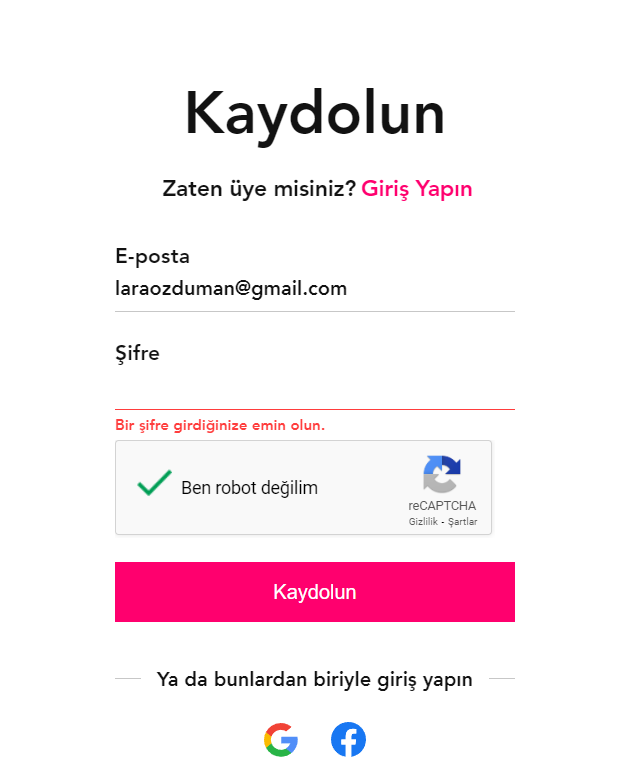 Kaydolun
Zaten üye misiniz? Giriş Yapın
E-posta
laraozduman@gmail.com
Şifre
Bir şifre girdiğinize emin olun.
Ben robot değilim
reCAPTCHA
Gizlilik - Şartlar
Kaydolun
Ya da bunlardan biriyle giriş yapın